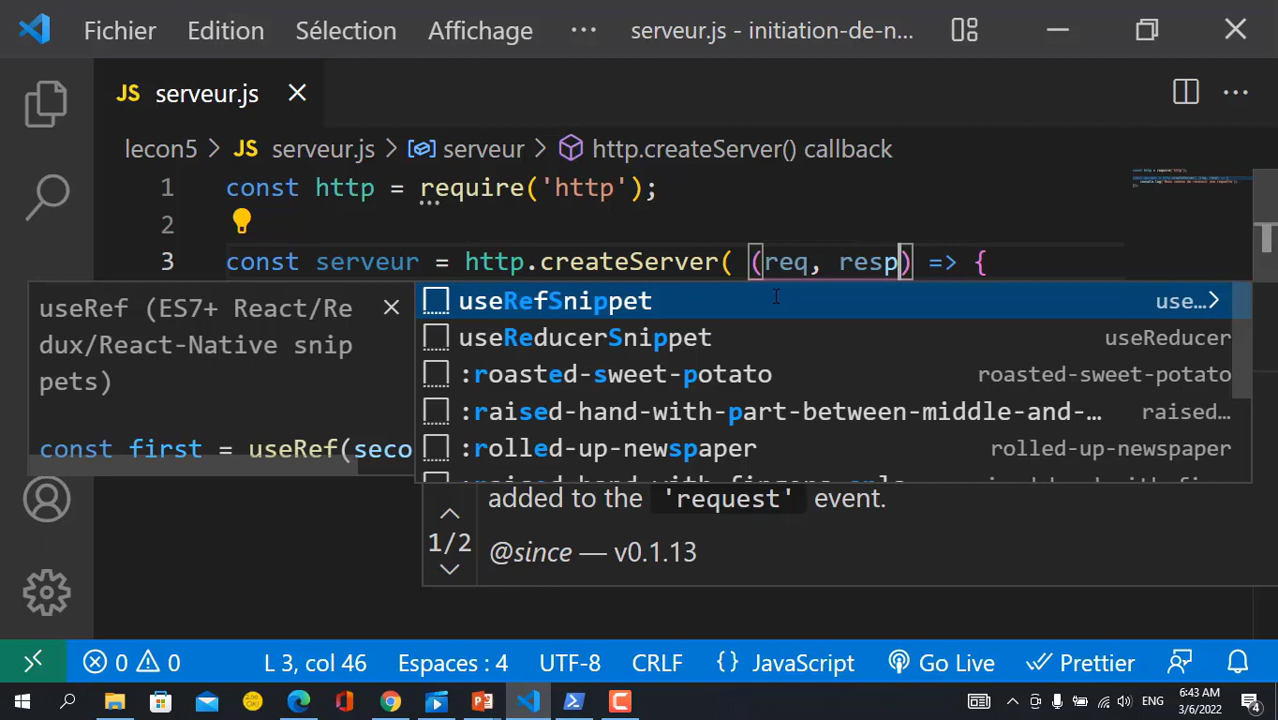 Fichier Edition Sélection Affichage ··· serveur.js - initiation-de-n...
JS serveur.js
lecon5 > JS serveur.js > serveur > http.createServer() callback
1 const http = require('http');
2
3 const serveur = http.createServer( (req, resp) => {
useRef (ES7+ React/Re
dux/React-Native snip
pets)
const first = useRef(seco
useRefSnippet use...>
useReducerSnippet useReducer
:roasted-sweet-potato roasted-sweet-potato
:raised-hand-with-part-between-middle-and-... raised...
:rolled-up-newspaper rolled-up-newspaper
added to the 'request' event.
1/2
@since — v0.1.13
0 0 L 3, col 46 Espaces : 4 UTF-8 CRLF {} JavaScript Go Live Prettier
ENG 6:43 AM
3/6/2022 4